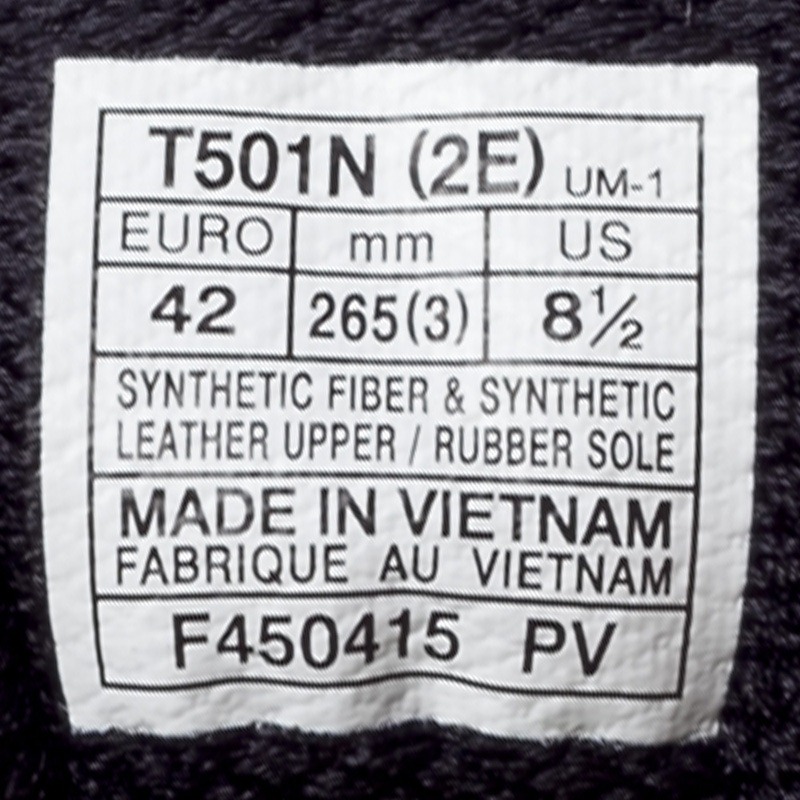 T501N (2E) UM-1
EURO mm US
42 265(3) 8½
SYNTHETIC FIBER & SYNTHETIC
LEATHER UPPER / RUBBER SOLE
MADE IN VIETNAM
FABRIQUE AU VIETNAM
F450415 PV